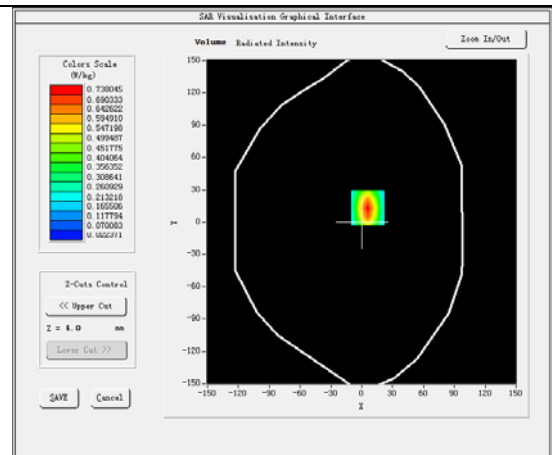 SAR Visualisation Graphical Interface
Volume Radiated Intensity
Zoom In/Out
Colors Scale
(W/kg)
0.738045
0.690333
0.642622
0.594910
0.547198
0.499487
0.451775
0.404064
0.356352
0.308641
0.260929
0.213218
0.165506
0.117794
0.070083
150
120
90
60
30
0
-30
-60
-90
-120
-150
Y
-150 -120 -90 -60 -30 0 30 60 90 120 150
X
Z-Cuts Control
<< Upper Cut
Z = 4.0 mm
Lower Cut >>
SAVE
Cancel